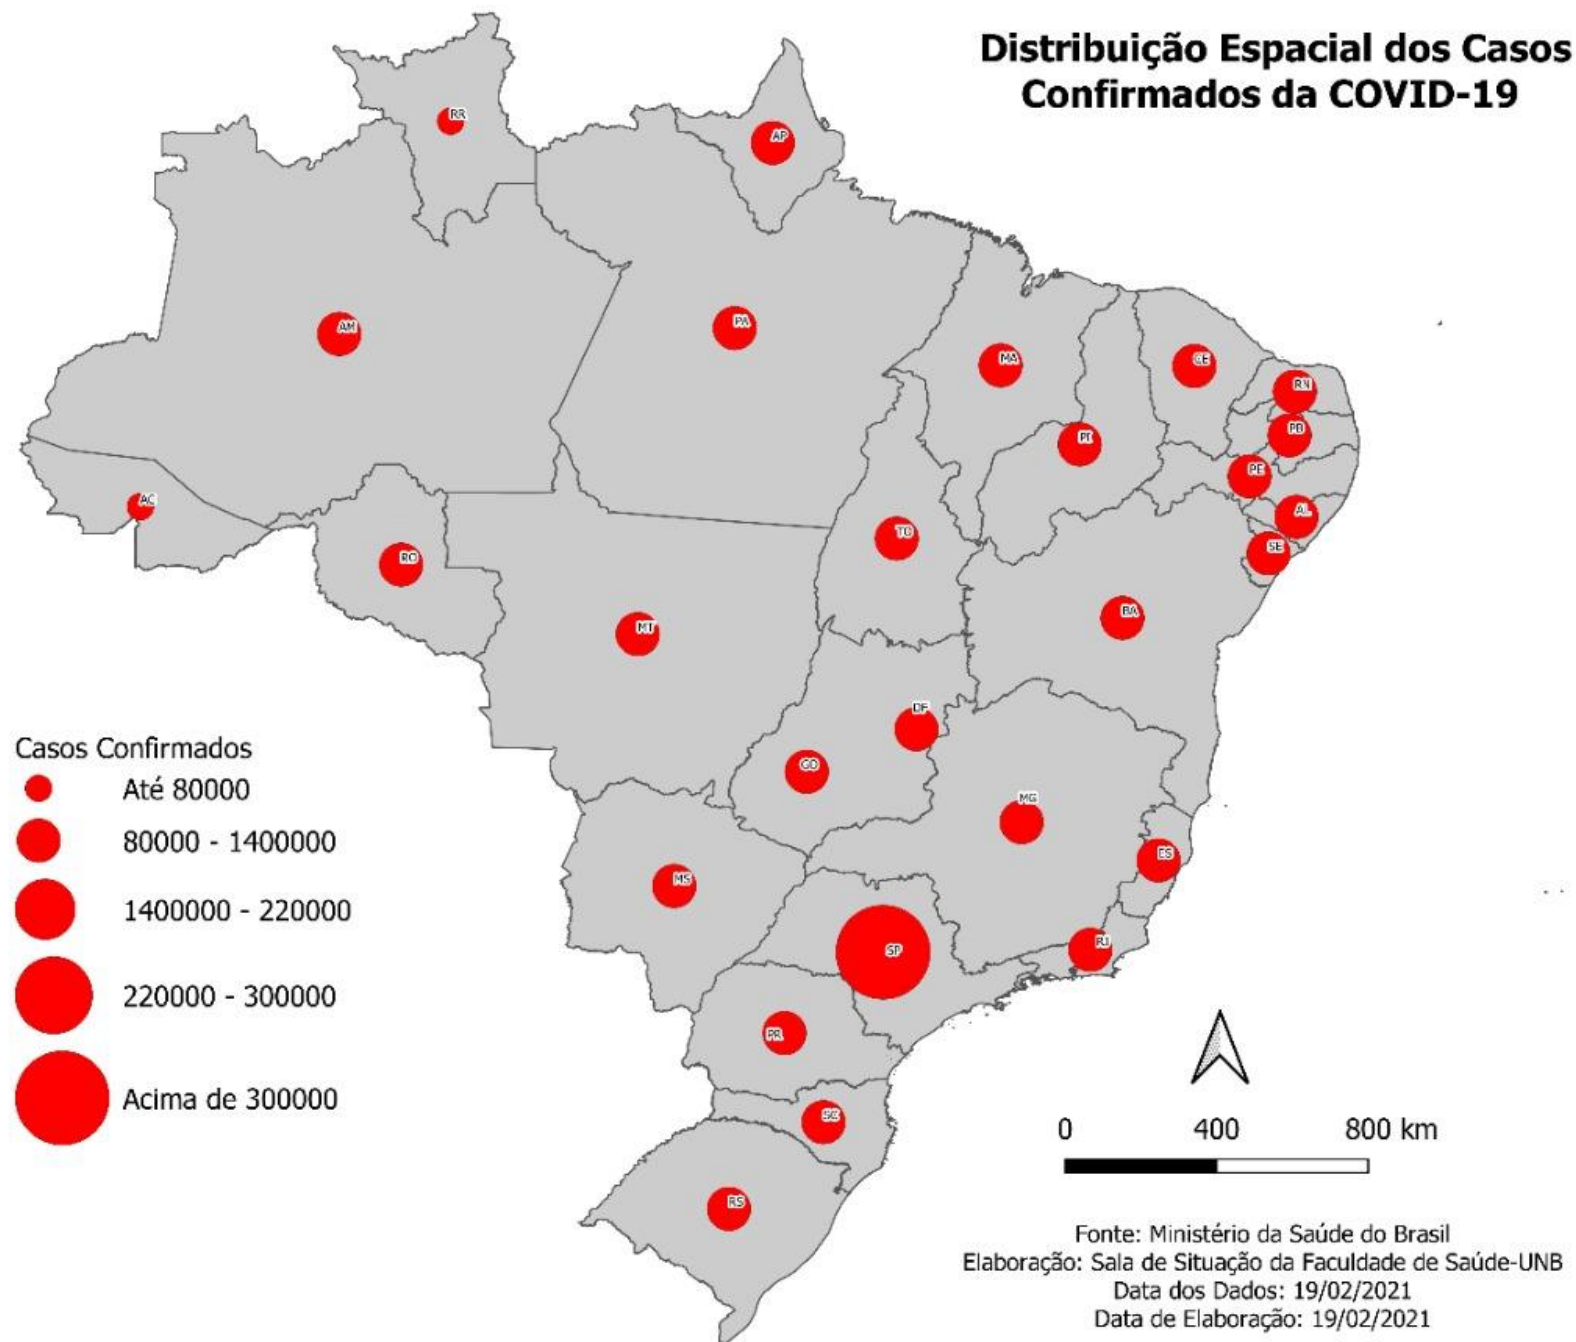 Distribuição Espacial dos Casos
Confirmados da COVID-19
RR
AP
AM
PA
MA
CE
RN
PB
PI
PE
AC
AL
TO
SE
RO
BA
MT
DF
GO
MG
ES
MS
RJ
SP
PR
SC
RS
Casos Confirmados
Até 80000
80000 - 1400000
1400000 - 220000
220000 - 300000
Acima de 300000
0 400 800 km
Fonte: Ministério da Saúde do Brasil
Elaboração: Sala de Situação da Faculdade de Saúde-UNB
Data dos Dados: 19/02/2021
Data de Elaboração: 19/02/2021